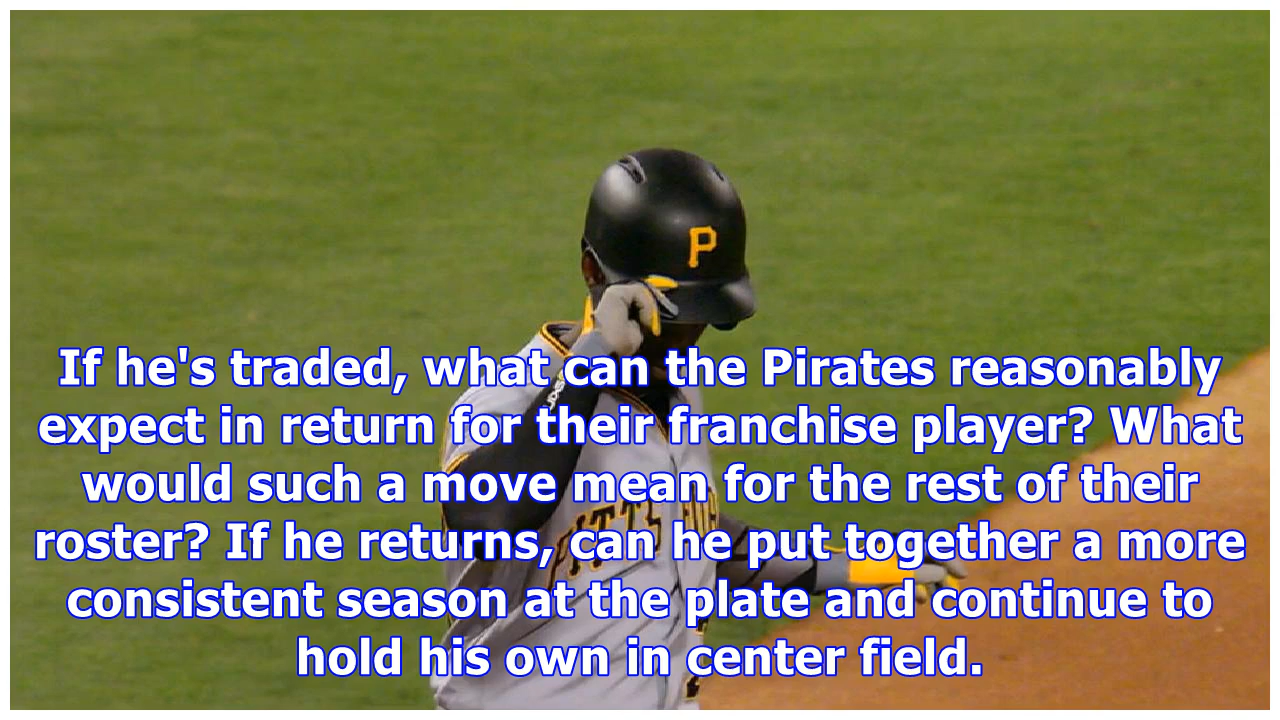 P
If he's traded, what can the Pirates reasonably
expect in return for their franchise player? What
would such a move mean for the rest of their
roster? If he returns, can he put together a more
consistent season at the plate and continue to
hold his own in center field.